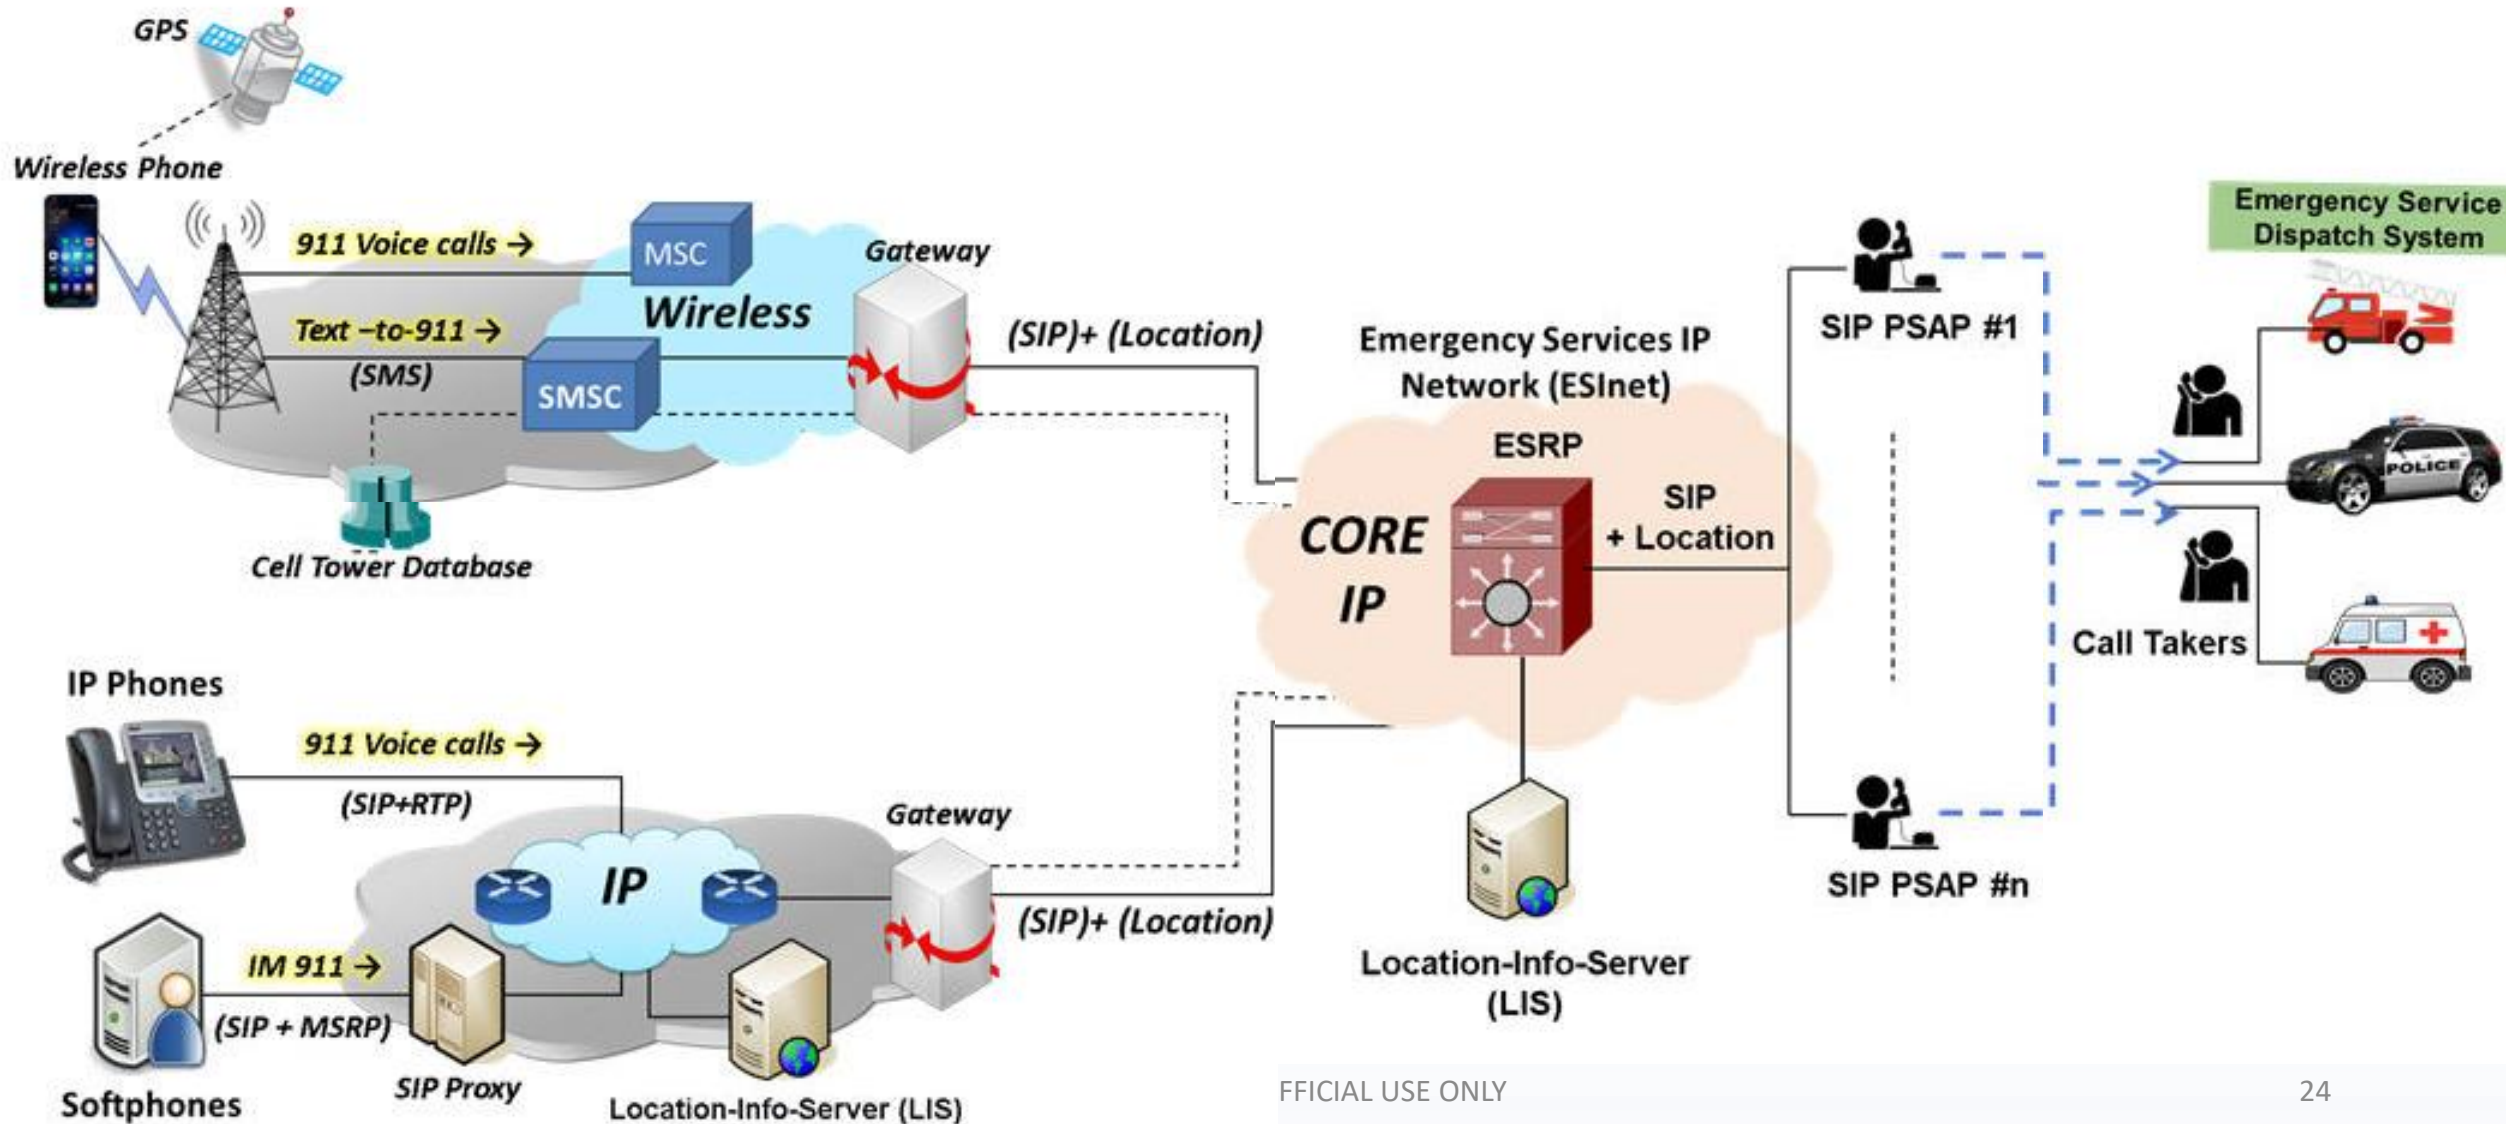 GPS
Wireless Phone
911 Voice calls →
MSC
Wireless
Gateway
Text –to-911 →
(SMS)
SMSC
Cell Tower Database
(SIP)+ (Location)
Emergency Services IP
Network (ESInet)
ESRP
CORE
IP
SIP
+ Location
SIP PSAP #1
Emergency Service
Dispatch System
POLICE
Call Takers
SIP PSAP #n
IP Phones
911 Voice calls →
(SIP+RTP)
IP
Gateway
(SIP)+ (Location)
IM 911 →
(SIP + MSRP)
Softphones
SIP Proxy
Location-Info-Server (LIS)
Location-Info-Server
(LIS)
FFICIAL USE ONLY
24